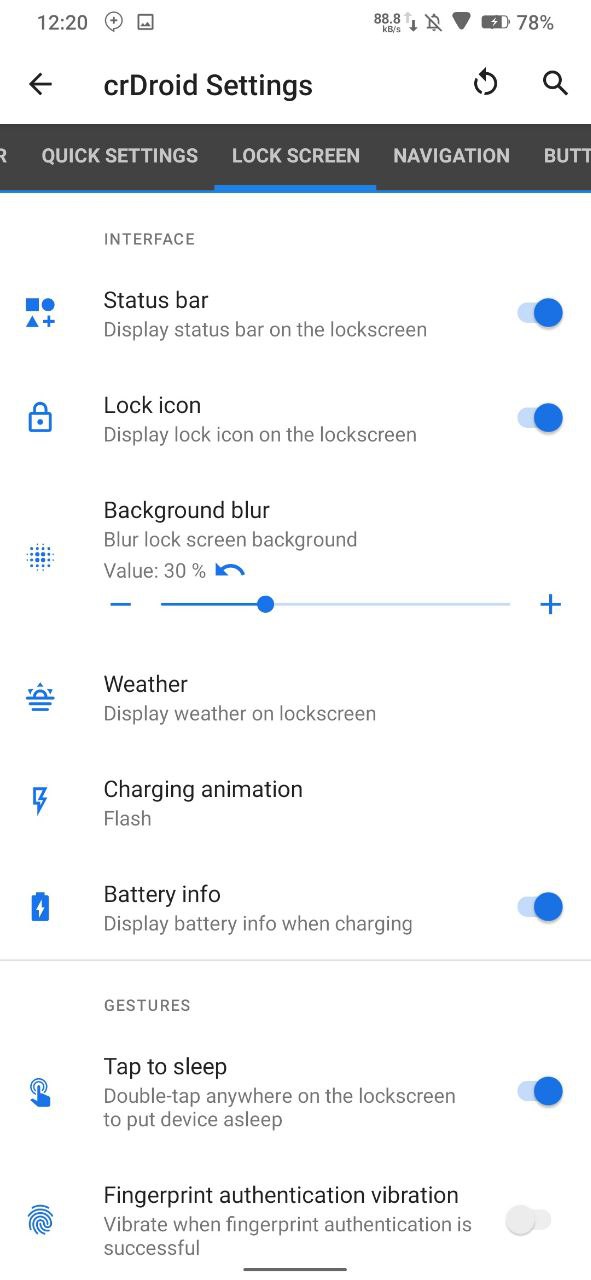 12:20
88.8
kB/s
78%
crDroid Settings
R
QUICK SETTINGS
LOCK SCREEN
NAVIGATION
BUTT
INTERFACE
Status bar
Display status bar on the lockscreen
Lock icon
Display lock icon on the lockscreen
Background blur
Blur lock screen background
Value: 30 %
Weather
Display weather on lockscreen
Charging animation
Flash
Battery info
Display battery info when charging
GESTURES
Tap to sleep
Double-tap anywhere on the lockscreen
to put device asleep
Fingerprint authentication vibration
Vibrate when fingerprint authentication is
successful